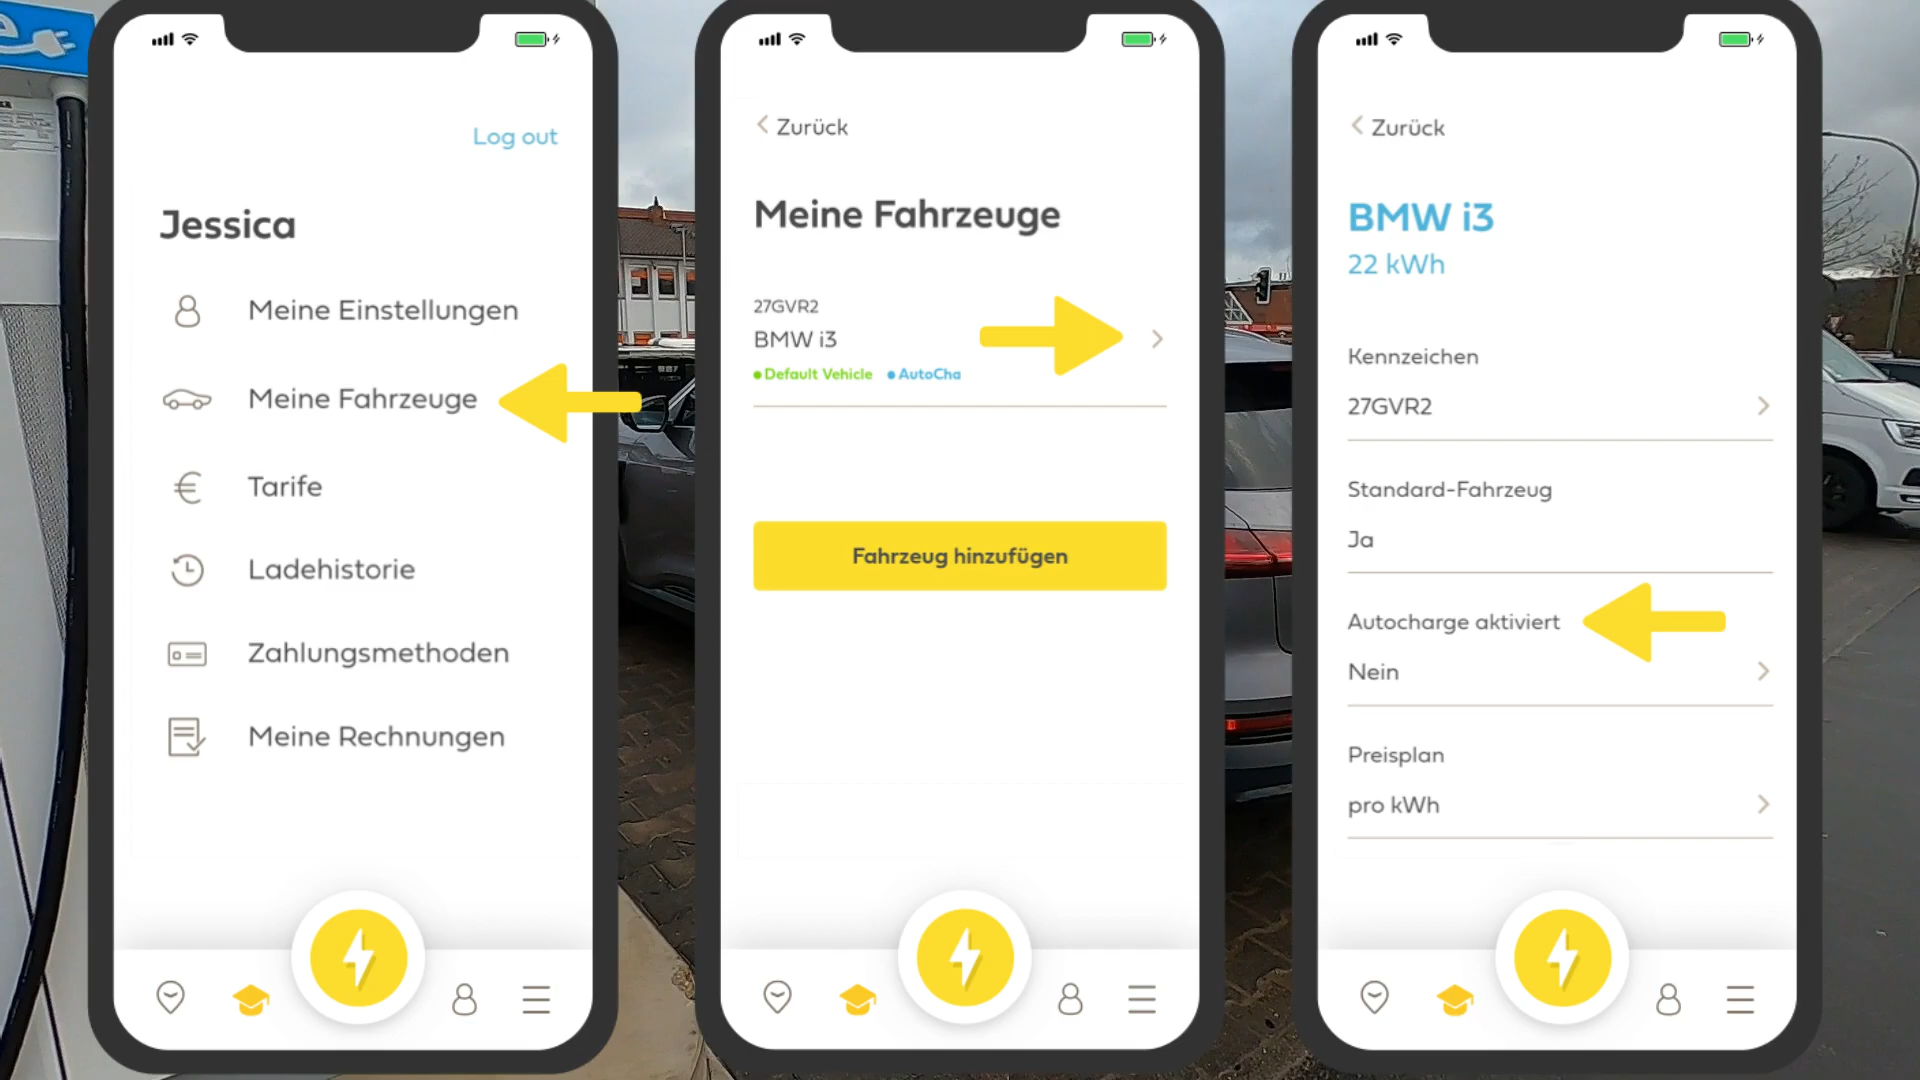 Log out
Jessica
Meine Einstellungen
Meine Fahrzeuge
Tarife
Ladehistorie
Zahlungsmethoden
Meine Rechnungen
Zurück
Meine Fahrzeuge
27GVR2
BMW i3
Default Vehicle AutoCha
Fahrzeug hinzufügen
Zurück
BMW i3
22 kWh
Kennzeichen
27GVR2
Standard-Fahrzeug
Ja
Autocharge aktiviert
Nein
Preisplan
pro kWh